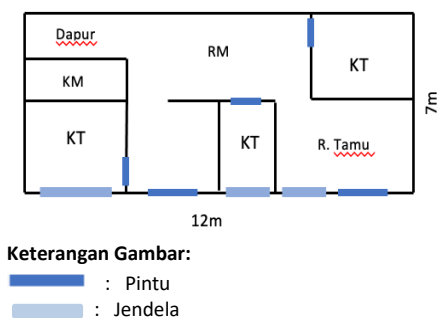 Dapur
RM
KT
KM
7m
KT
KT
R. Tamu
12m
Keterangan Gambar:
: Pintu
: Jendela